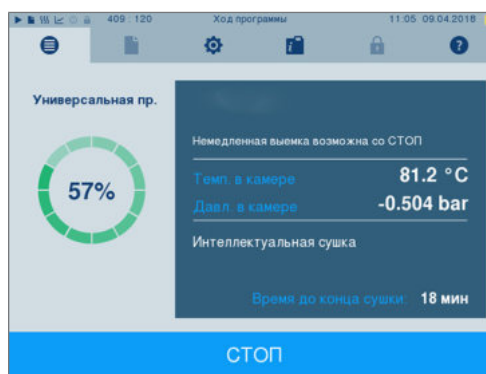 409 : 120 Ход программы 11:05 09.04.2018
Универсальная пр.
57%
Немедленная выемка возможна со СТОП
Темп. в камере 81.2 °C
Давл. в камере -0.504 bar
Интеллектуальная сушка
Время до конца сушки: 18 мин
СТОП